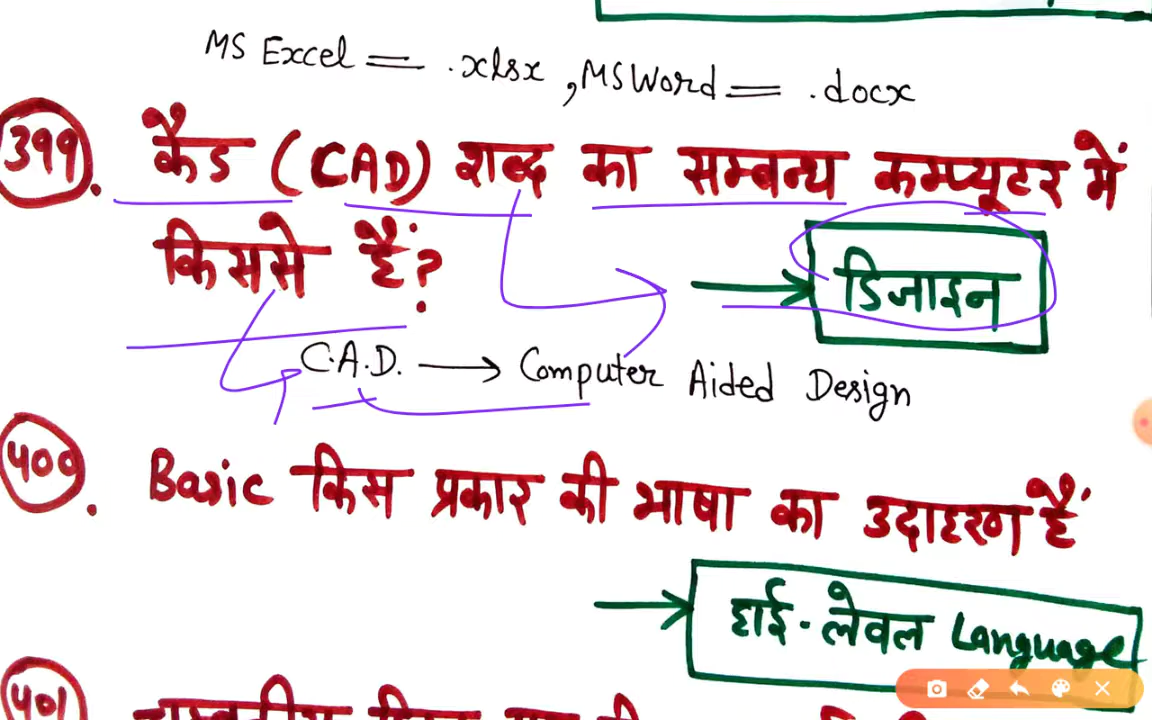 MS Excel = .xlsx , MS Word = .docx
399. कैड (CAD) शब्द का सम्बन्ध कम्प्यूटर में
किससे हैं?
→ डिजाइन
C.A.D. → Computer Aided Design
400. Basic किस प्रकार की भाषा का उदाहरण हैं
→ हाई-लेवल Language
401.